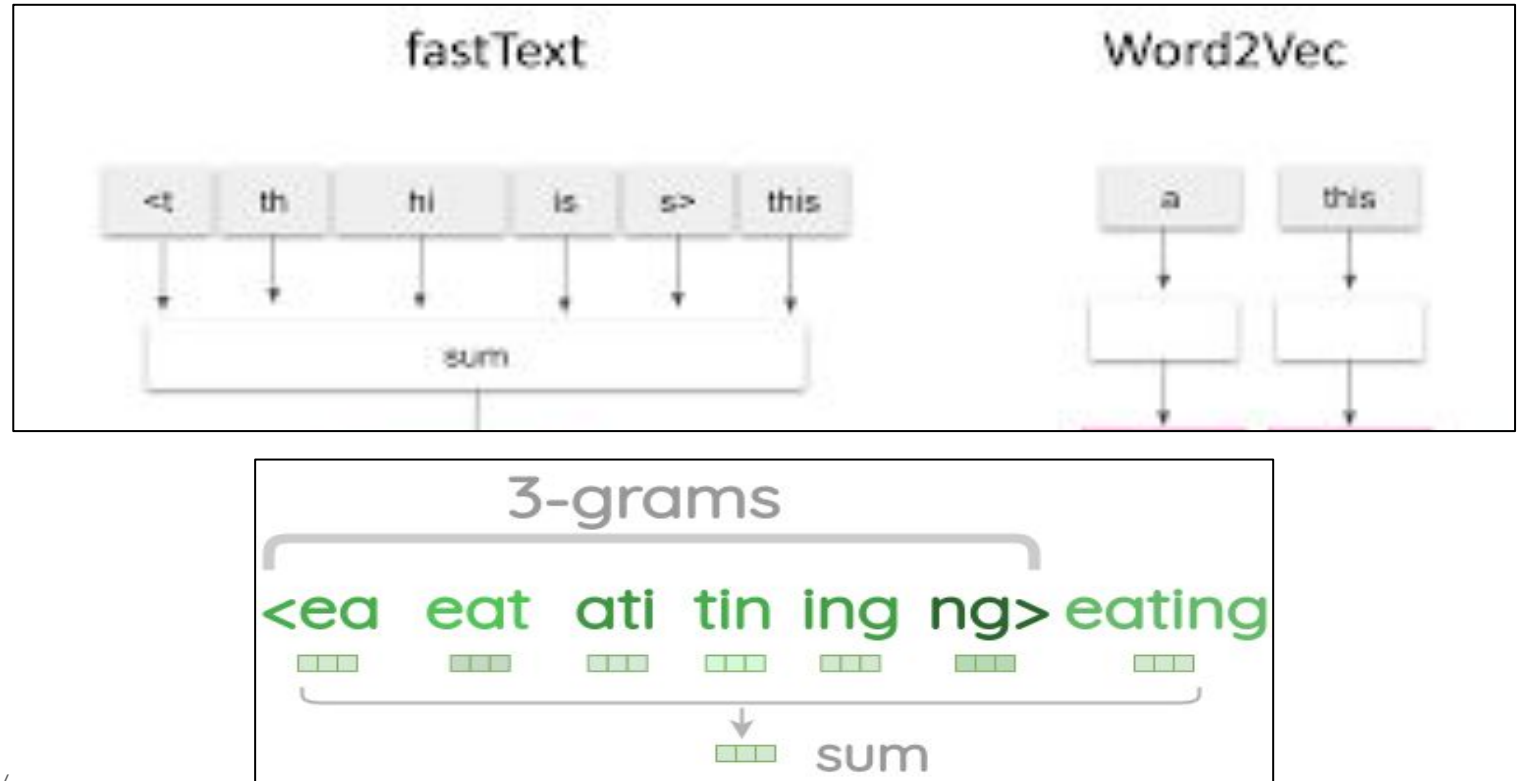 fastText Word2Vec
<t th hi is s> this a this
sum
3-grams
<ea eat ati tin ing ng> eating
sum